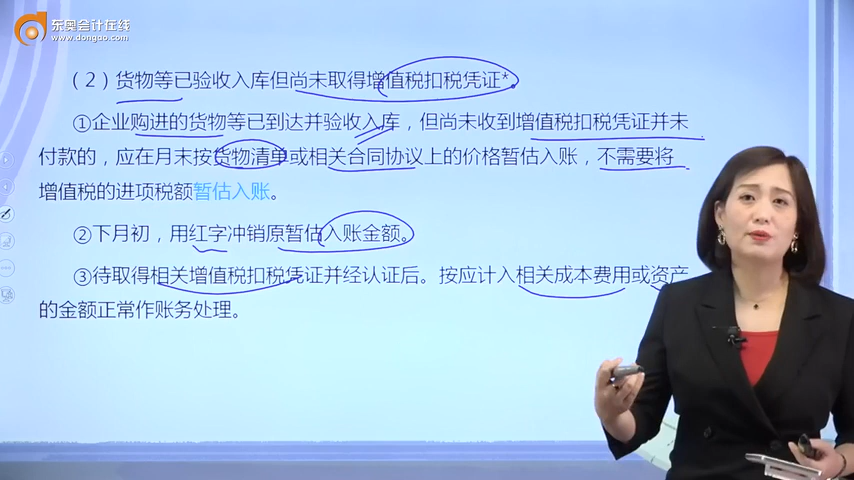 东奥会计在线
www.dongao.com
（2）货物等已验收入库但尚未取得增值税扣税凭证*。
①企业购进的货物等已到达并验收入库，但尚未收到增值税扣税凭证并未
付款的，应在月末按货物清单或相关合同协议上的价格暂估入账，不需要将
增值税的进项税额暂估入账。
②下月初，用红字冲销原暂估入账金额。
③待取得相关增值税扣税凭证并经认证后。按应计入相关成本费用或资产
的金额正常作账务处理。